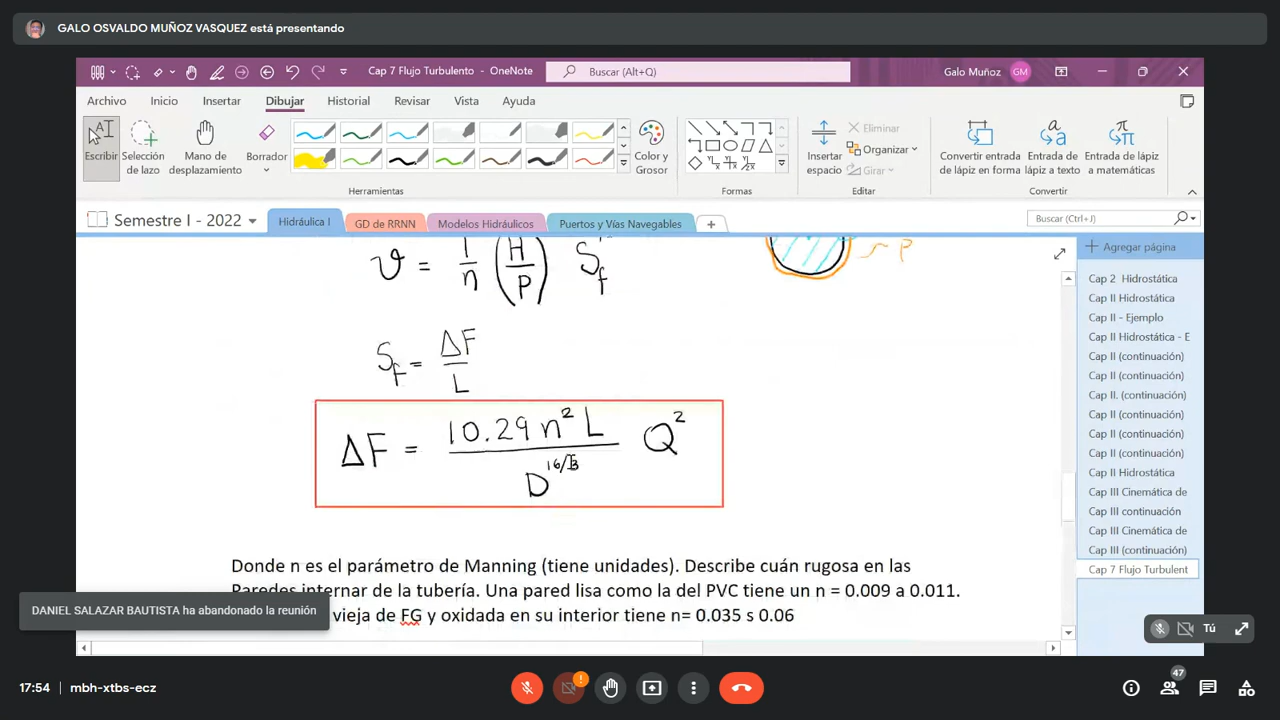 GALO OSVALDO MUÑOZ VASQUEZ está presentando
Cap 7 Flujo Turbulento - OneNote
Buscar (Alt+Q)
Galo Muñoz
GM
Archivo Inicio Insertar Dibujar Historial Revisar Vista Ayuda
Escribir
Selección de lazo
Mano de desplazamiento
Borrador
Color y Grosor
Insertar espacio
Eliminar
Organizar
Girar
Convertir entrada de lápiz en forma
Entrada de lápiz a texto
Entrada de lápiz a matemáticas
Herramientas Formas Editar Convertir
Semestre I - 2022
Hidráulica I
GD de RRNN
Modelos Hidráulicos
Puertos y Vías Navegables
Buscar (Ctrl+J)
Agregar página
Cap 2 Hidrostática
Cap II Hidrostática
Cap II - Ejemplo
Cap II Hidrostática - E
Cap II (continuación)
Cap II (continuación)
Cap II. (continuación)
Cap II (continuación)
Cap II (continuación)
Cap II (continuación)
Cap II Hidrostática
Cap III Cinemática de
Cap III continuación
Cap III Cinemática de
Cap III (continuación)
Cap 7 Flujo Turbulent
v = 1/n (H/P) S_f
P
S_f = ΔF/L
ΔF = 10.29 n² L / D^16/3 Q²
Donde n es el parámetro de Manning (tiene unidades). Describe cuán rugosa en las
Paredes internar de la tubería. Una pared lisa como la del PVC tiene un n = 0.009 a 0.011.
vieja de FG y oxidada en su interior tiene n= 0.035 s 0.06
DANIEL SALAZAR BAUTISTA ha abandonado la reunión
Tú
17:54 mbh-xtbs-ecz
47